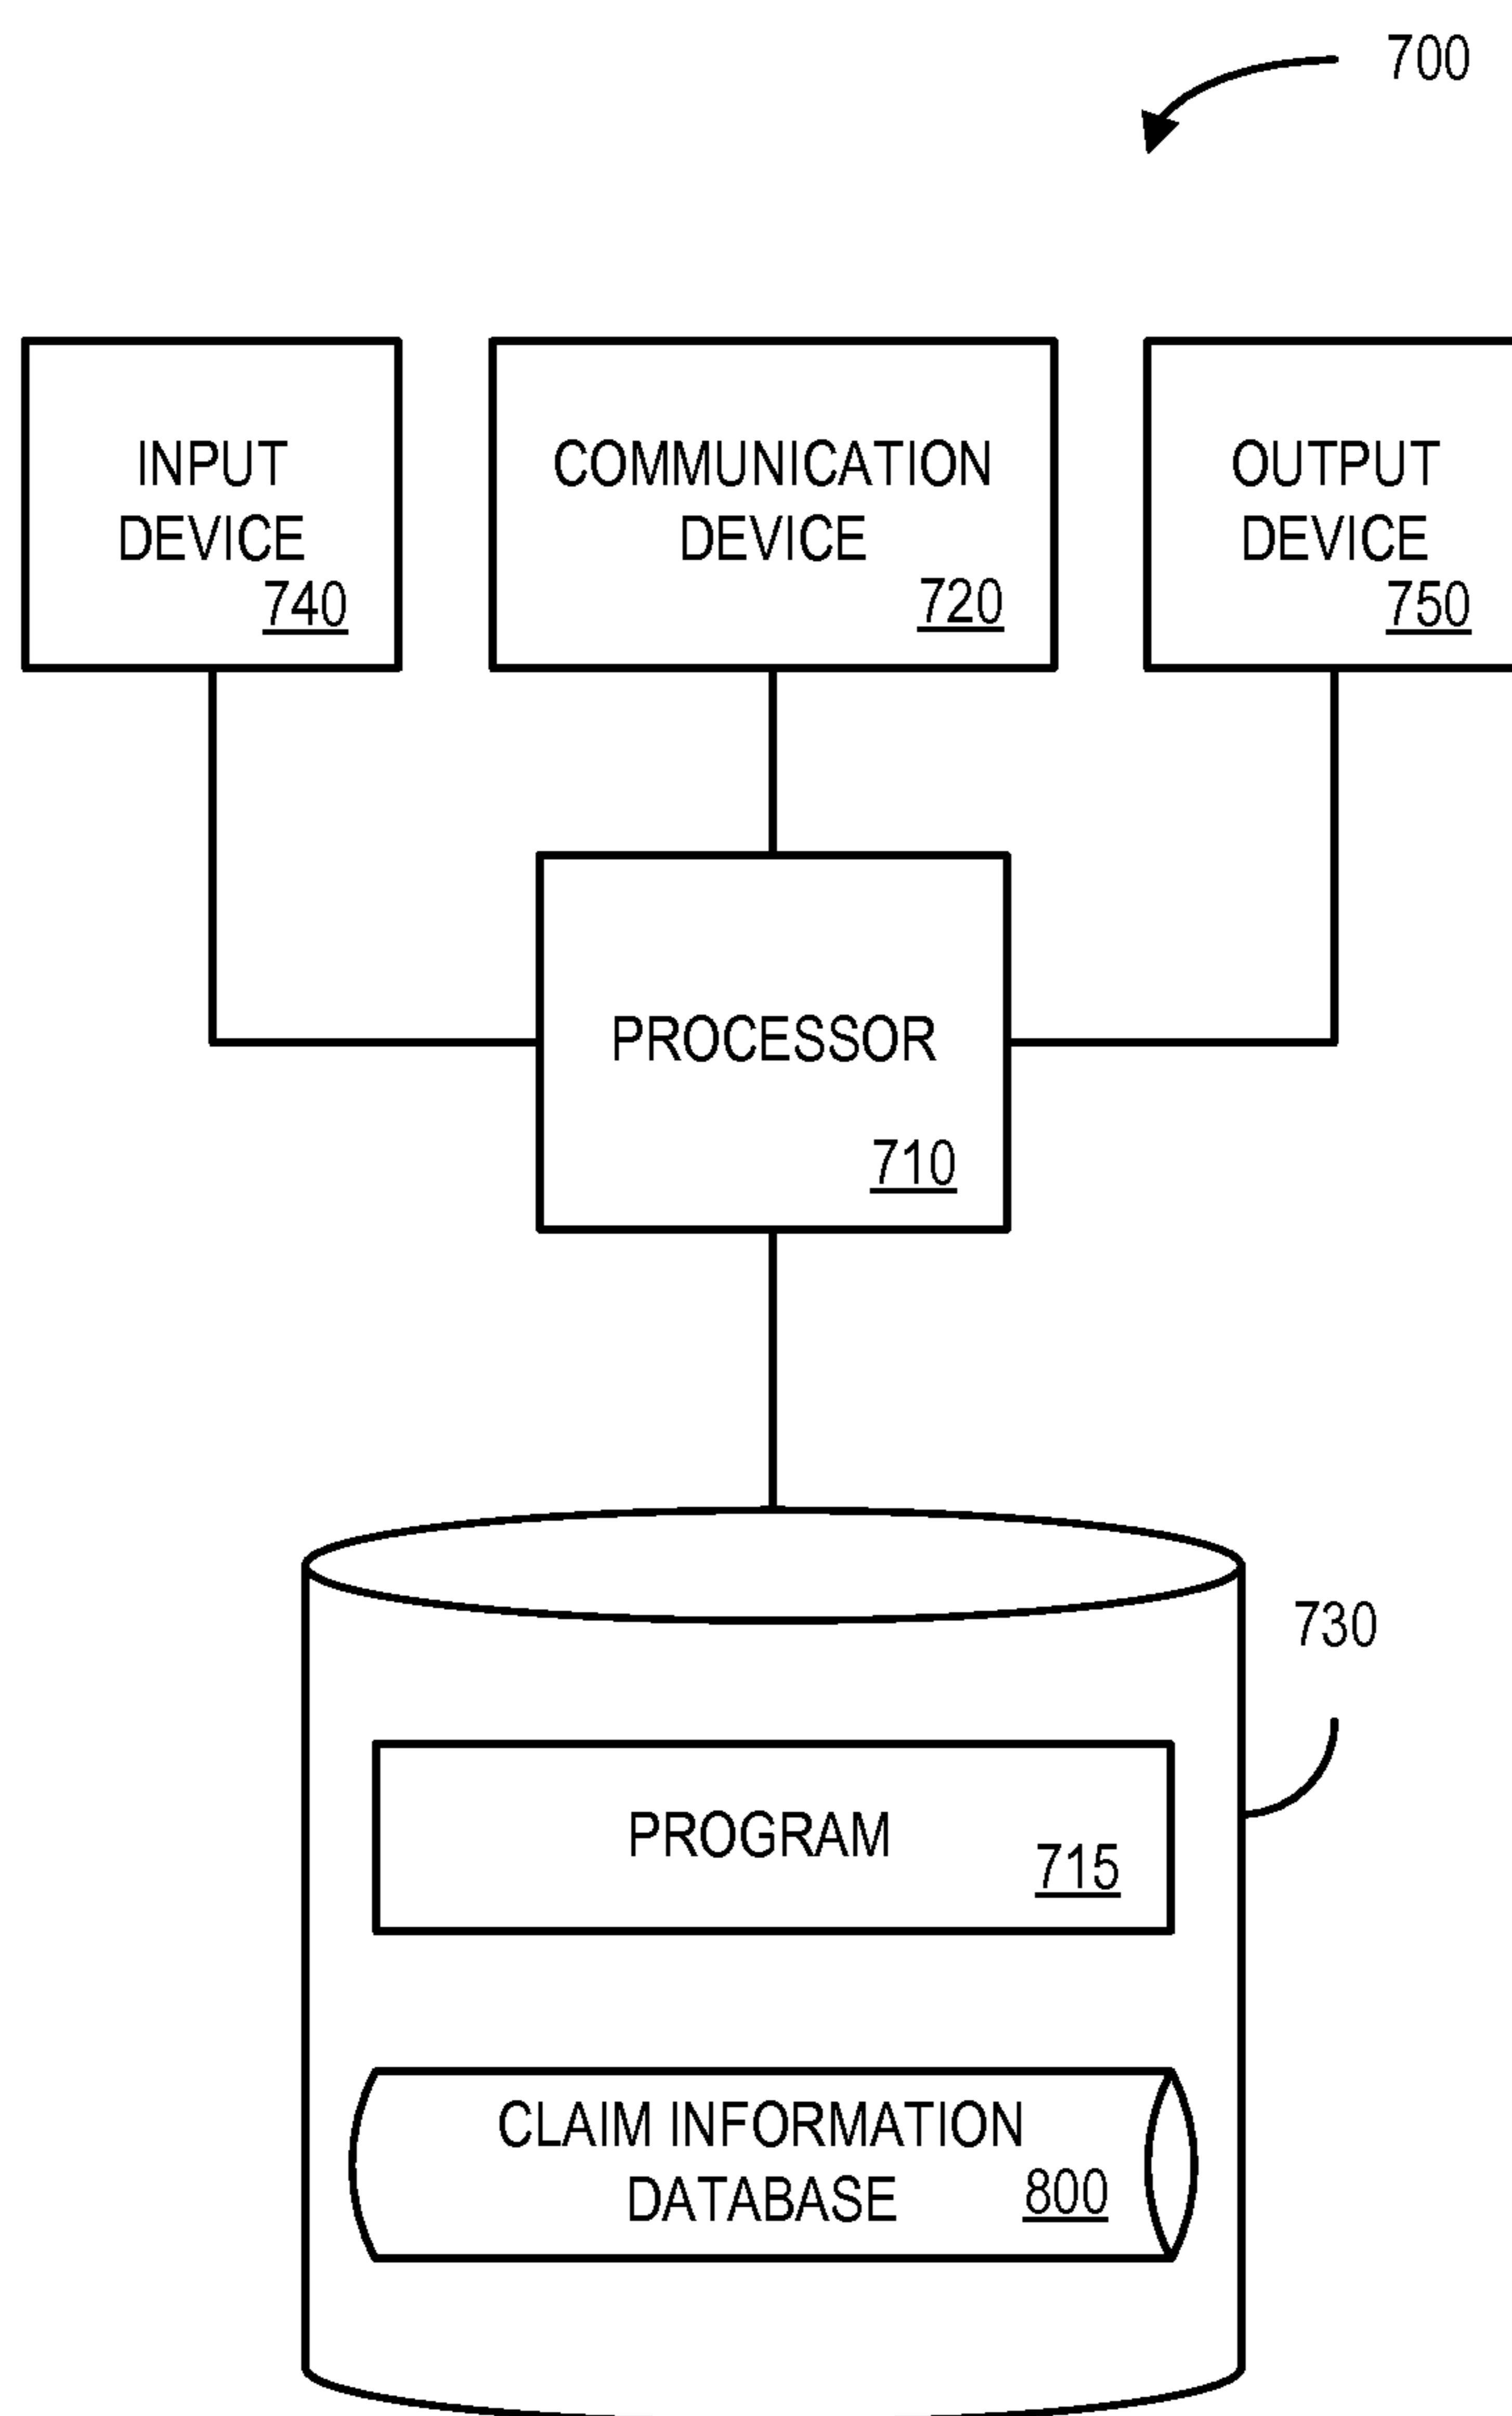 700
INPUT
DEVICE
740
COMMUNICATION
DEVICE
720
OUTPUT
DEVICE
750
PROCESSOR
710
730
PROGRAM
715
CLAIM INFORMATION
DATABASE
800